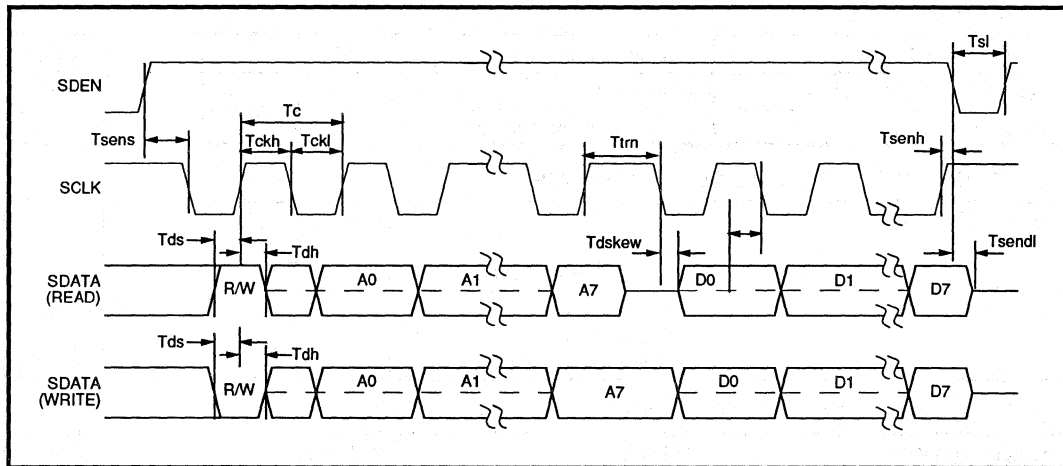 Tsl
SDEN
Tc
Tsens
Tckh
Tckl
Ttrn
Tsenh
SCLK
Tds
Tdh
Tdskew
Tsendl
SDATA
(READ)
R/W
A0
A1
A7
D0
D1
D7
Tds
Tdh
SDATA
(WRITE)
R/W
A0
A1
A7
D0
D1
D7